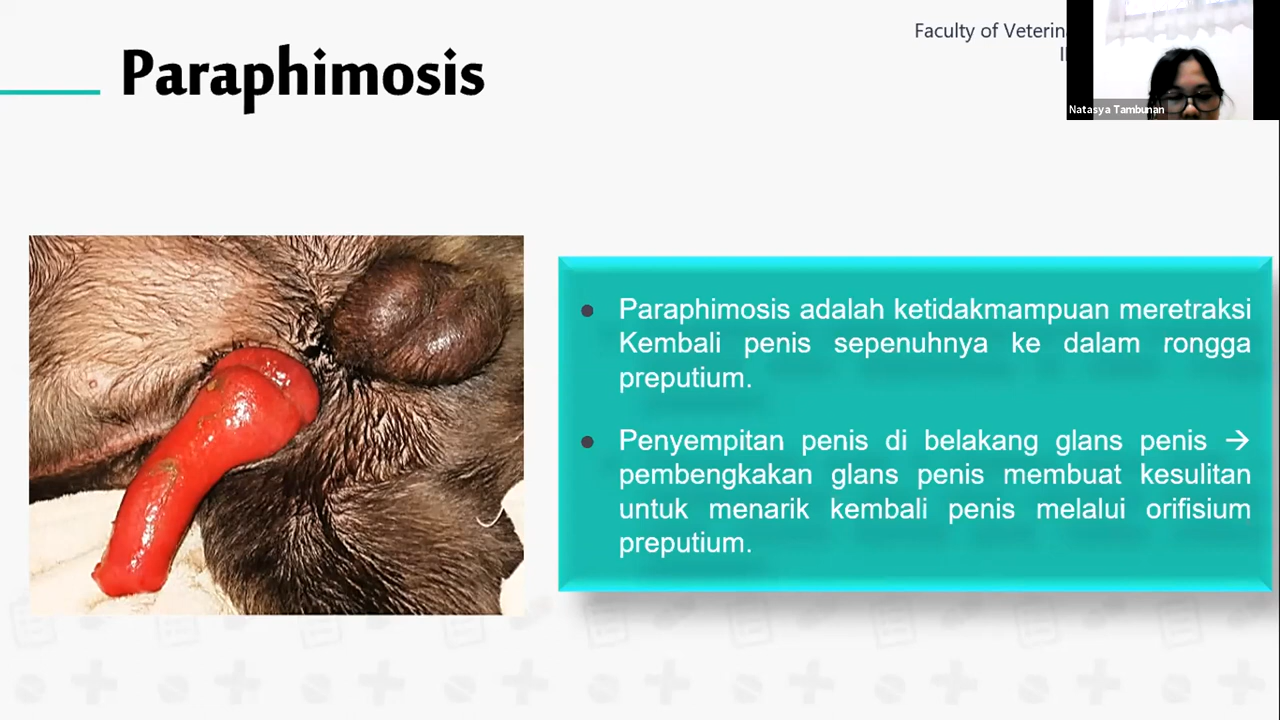 Paraphimosis
Faculty of
Natasya Tambunan
● Paraphimosis adalah ketidakmampuan meretraksi
Kembali penis sepenuhnya ke dalam rongga
preputium.
● Penyempitan penis di belakang glans penis →
pembengkakan glans penis membuat kesulitan
untuk menarik kembali penis melalui orifisium
preputium.